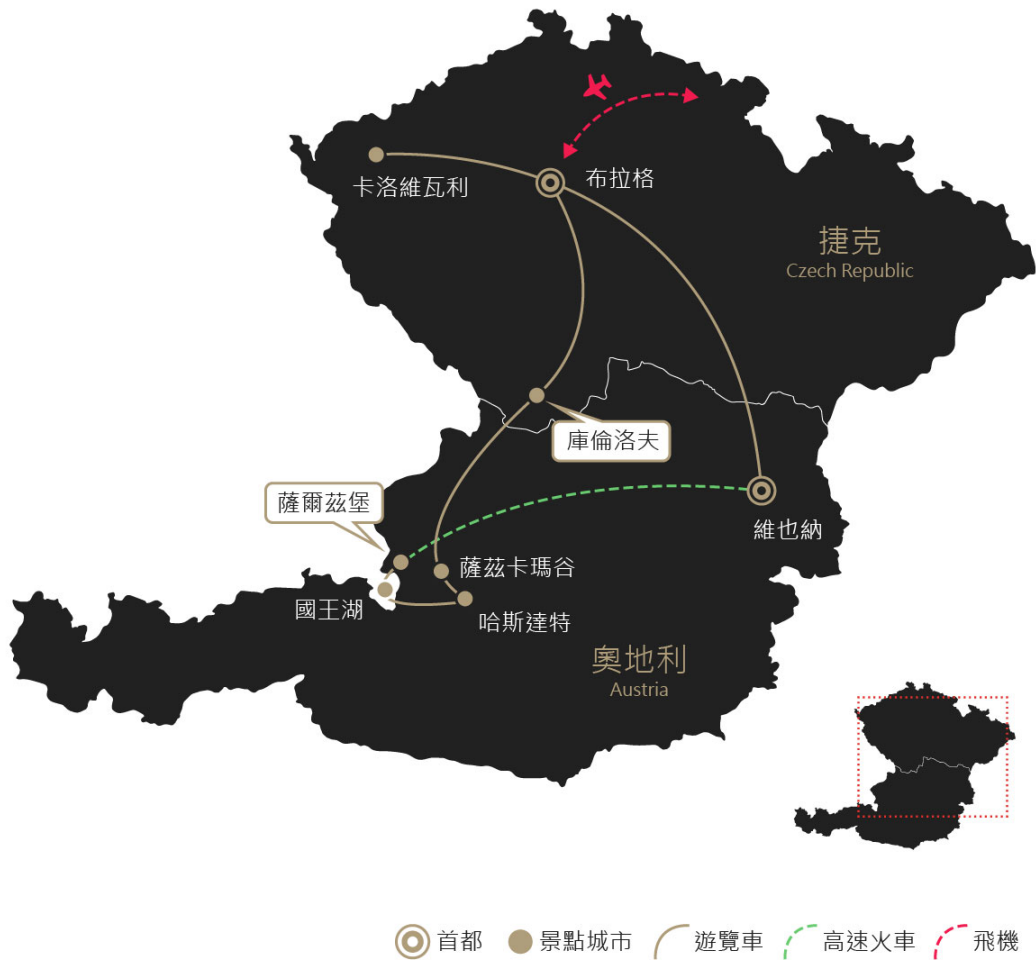 卡洛維瓦利
布拉格
捷克
Czech Republic
庫倫洛夫
薩爾茲堡
維也納
薩茲卡瑪谷
國王湖
哈斯達特
奧地利
Austria
首都
景點城市
遊覽車
高速火車
飛機